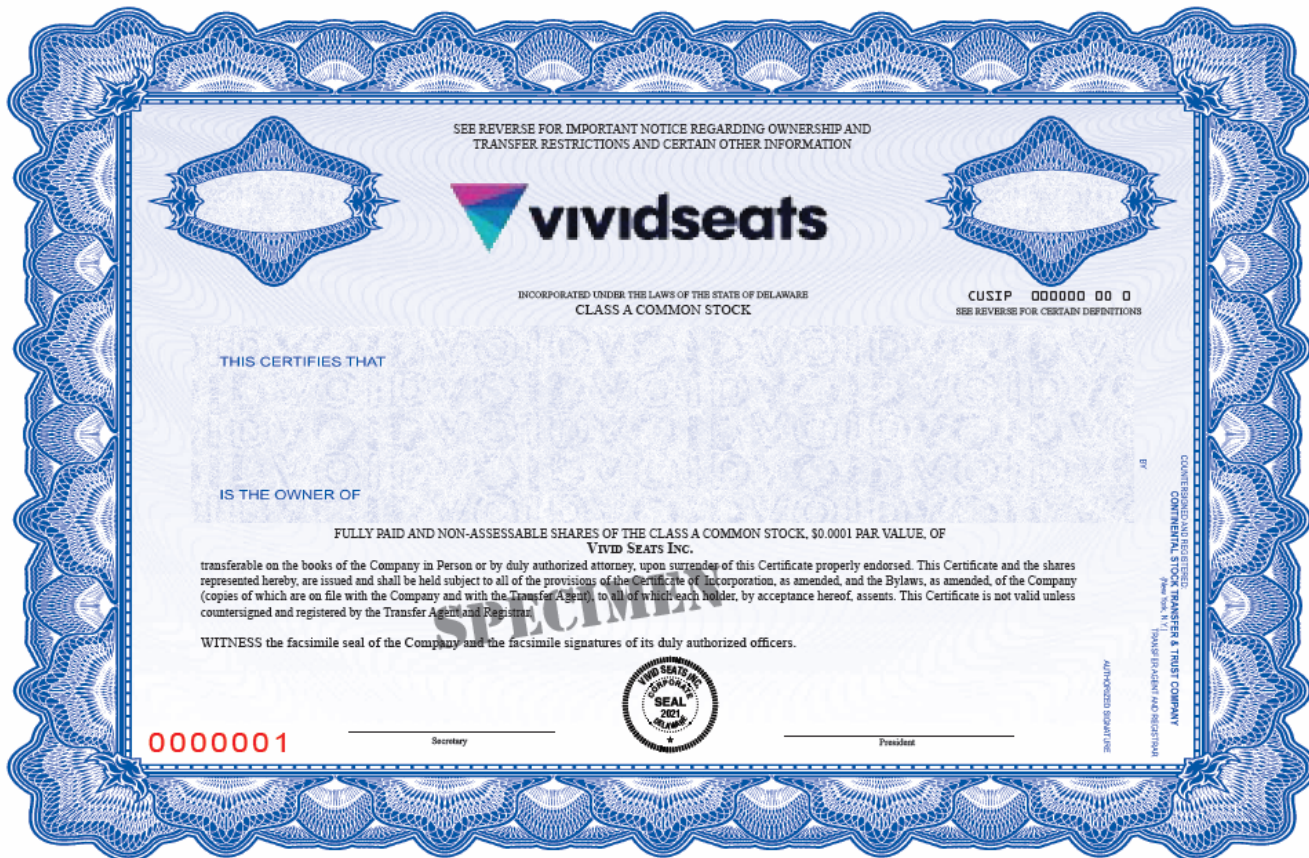 SEE REVERSE FOR IMPORTANT NOTICE REGARDING OWNERSHIP AND
TRANSFER RESTRICTIONS AND CERTAIN OTHER INFORMATION
vividseats
INCORPORATED UNDER THE LAWS OF THE STATE OF DELAWARE
CLASS A COMMON STOCK
CUSIP 000000 00 0
SEE REVERSE FOR CERTAIN DEFINITIONS
THIS CERTIFIES THAT
IS THE OWNER OF
FULLY PAID AND NON-ASSESSABLE SHARES OF THE CLASS A COMMON STOCK, $0.0001 PAR VALUE, OF
VIVID SEATS INC.
transferable on the books of the Company in Person or by duly authorized attorney, upon surrender of this Certificate properly endorsed. This Certificate and the shares
represented hereby, are issued and shall be held subject to all of the provisions of the Certificate of Incorporation, as amended, and the Bylaws, as amended, of the Company
(copies of which are on file with the Company and with the Transfer Agent), to all of which each holder, by acceptance hereof, assents. This Certificate is not valid unless
countersigned and registered by the Transfer Agent and Registrar.
SPECIMEN
WITNESS the facsimile seal of the Company and the facsimile signatures of its duly authorized officers.
VIVID SEATS INC.
CORPORATE
SEAL
2021
DELAWARE
0000001
Secretary
President
COUNTERSIGNED AND REGISTERED:
CONTINENTAL STOCK TRANSFER & TRUST COMPANY
(New York, N.Y.)
TRANSFER AGENT AND REGISTRAR
BY
AUTHORIZED SIGNATURE